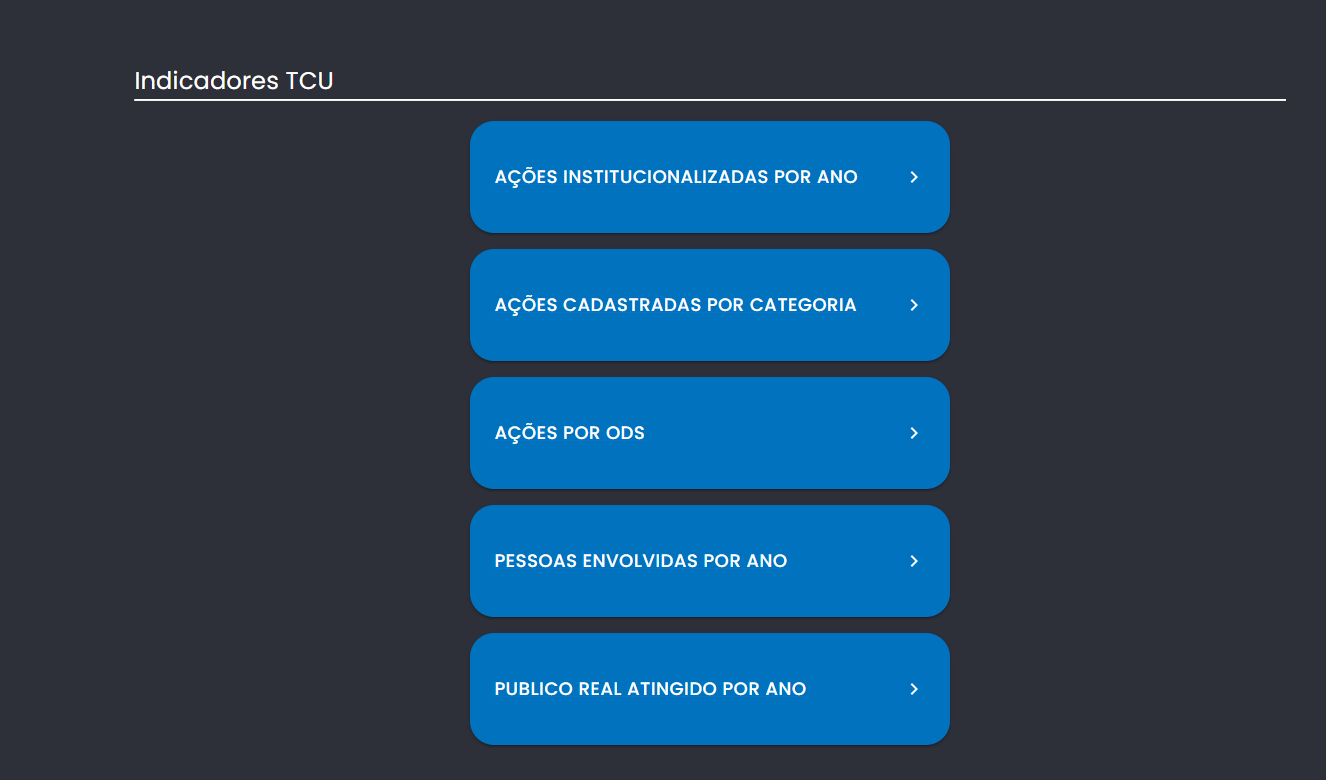 Indicadores TCU
AÇÕES INSTITUCIONALIZADAS POR ANO
AÇÕES CADASTRADAS POR CATEGORIA
AÇÕES POR ODS
PESSOAS ENVOLVIDAS POR ANO
PUBLICO REAL ATINGIDO POR ANO